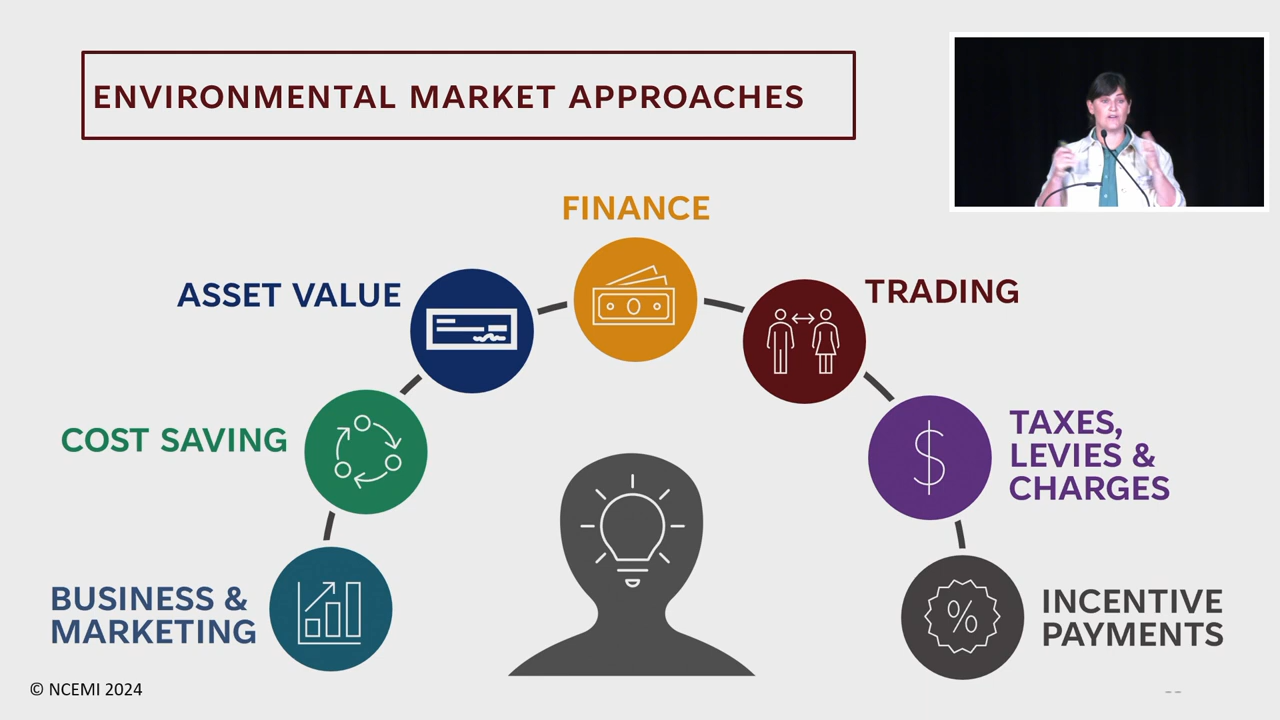 ENVIRONMENTAL MARKET APPROACHES
FINANCE
ASSET VALUE
TRADING
COST SAVING
TAXES,
LEVIES &
CHARGES
$
BUSINESS &
MARKETING
%
INCENTIVE
PAYMENTS
© NCEMI 2024